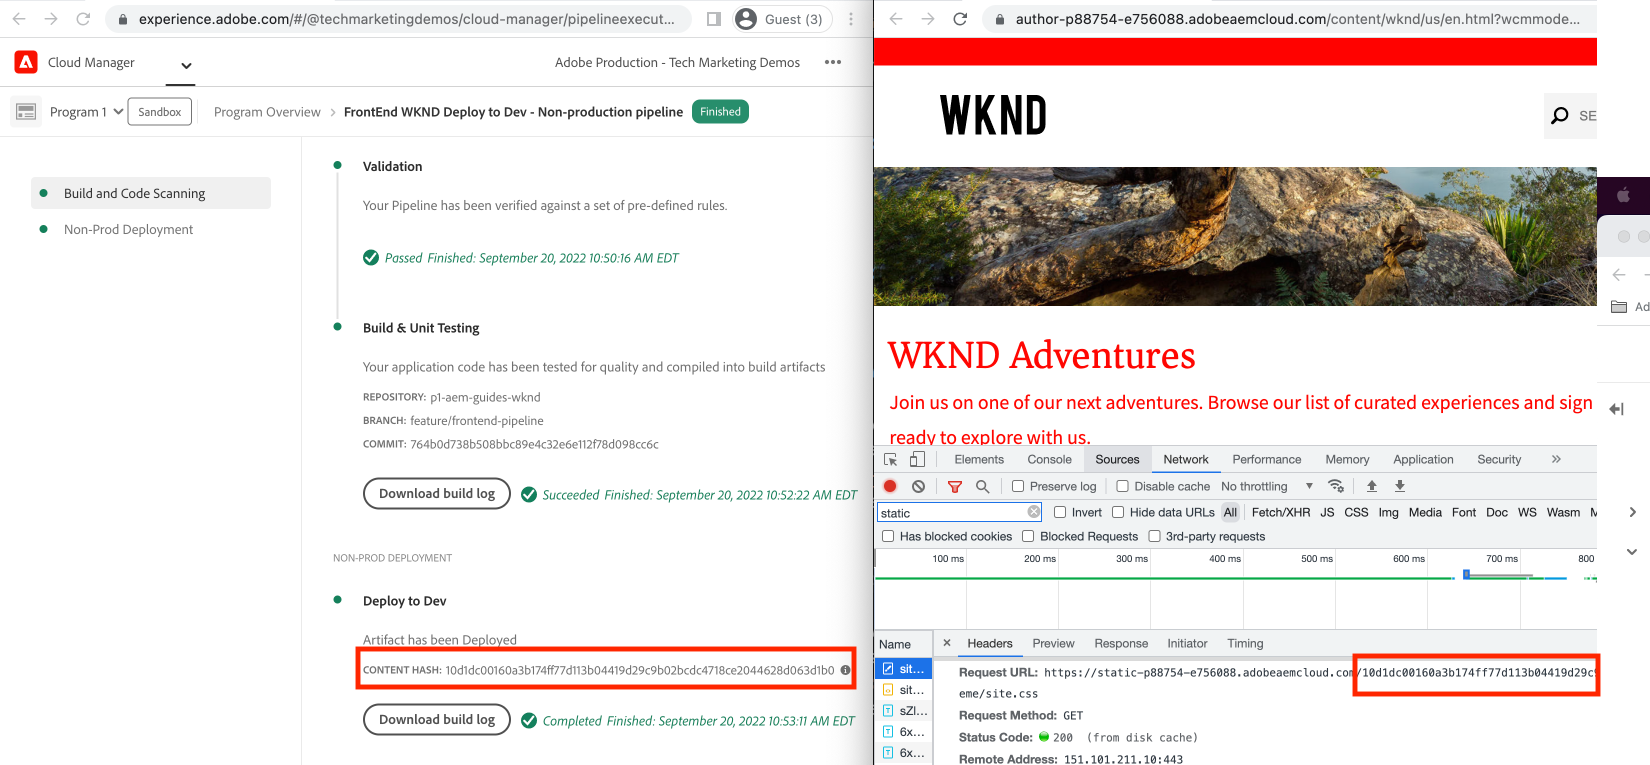 experience.adobe.com/#/@techmarketingdemos/cloud-manager/pipelineexecut...
Guest (3)
Cloud Manager
Adobe Production - Tech Marketing Demos
Program 1
Sandbox
Program Overview > FrontEnd WKND Deploy to Dev - Non-production pipeline
Finished
Build and Code Scanning
Non-Prod Deployment
Validation
Your Pipeline has been verified against a set of pre-defined rules.
Passed Finished: September 20, 2022 10:50:16 AM EDT
Build & Unit Testing
Your application code has been tested for quality and compiled into build artifacts
REPOSITORY: p1-aem-guides-wknd
BRANCH: feature/frontend-pipeline
COMMIT: 764b0d738b508bbc89e4c32e6e112f78d098cc6c
Download build log
Succeeded Finished: September 20, 2022 10:52:22 AM EDT
NON-PROD DEPLOYMENT
Deploy to Dev
Artifact has been Deployed
CONTENT HASH: 10d1dc00160a3b174ff77d113b04419d29c9b02bcdc4718ce2044628d063d1b0
Download build log
Completed Finished: September 20, 2022 10:53:11 AM EDT
author-p88754-e756088.adobeaemcloud.com/content/wknd/us/en.html?wcmmode...
WKND
SE
WKND Adventures
Join us on one of our next adventures. Browse our list of curated experiences and sign
ready to explore with us.
Elements Console Sources Network Performance Memory Application Security »
Preserve log Disable cache No throttling
static Invert Hide data URLs All Fetch/XHR JS CSS Img Media Font Doc WS Wasm M
Has blocked cookies Blocked Requests 3rd-party requests
100 ms 200 ms 300 ms 400 ms 500 ms 600 ms 700 ms 800
Name × Headers Preview Response Initiator Timing
sit...
sit...
sZl...
6x...
6x...
Request URL: https://static-p88754-e756088.adobeaemcloud.com/10d1dc00160a3b174ff77d113b04419d29c9
eme/site.css
Request Method: GET
Status Code: 200 (from disk cache)
Remote Address: 151.101.211.10:443
Ad